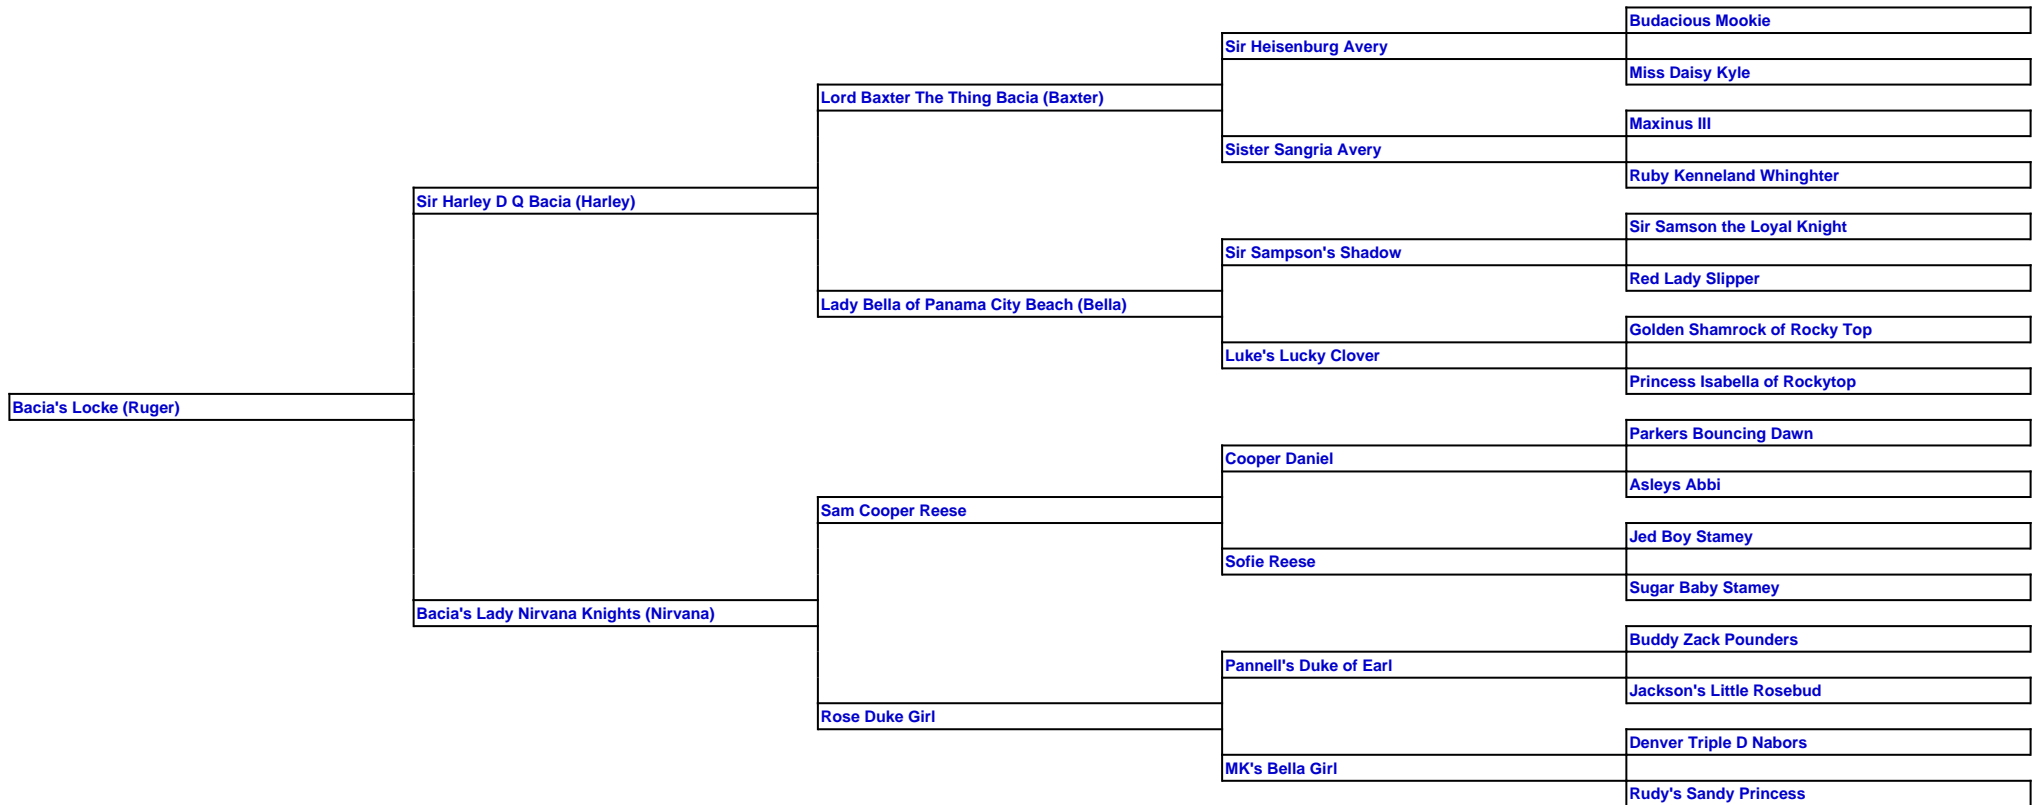 Budacious Mookie
Sir Heisenburg Avery
Miss Daisy Kyle
Lord Baxter The Thing Bacia (Baxter)
Maxinus III
Sister Sangria Avery
Ruby Kenneland Whinghter
Sir Harley D Q Bacia (Harley)
Sir Samson the Loyal Knight
Sir Sampson's Shadow
Red Lady Slipper
Lady Bella of Panama City Beach (Bella)
Golden Shamrock of Rocky Top
Luke's Lucky Clover
Princess Isabella of Rockytop
Bacia's Locke (Ruger)
Parkers Bouncing Dawn
Cooper Daniel
Asleys Abbi
Sam Cooper Reese
Jed Boy Stamey
Sofie Reese
Sugar Baby Stamey
Bacia's Lady Nirvana Knights (Nirvana)
Buddy Zack Pounders
Pannell's Duke of Earl
Jackson's Little Rosebud
Rose Duke Girl
Denver Triple D Nabors
MK's Bella Girl
Rudy's Sandy Princess